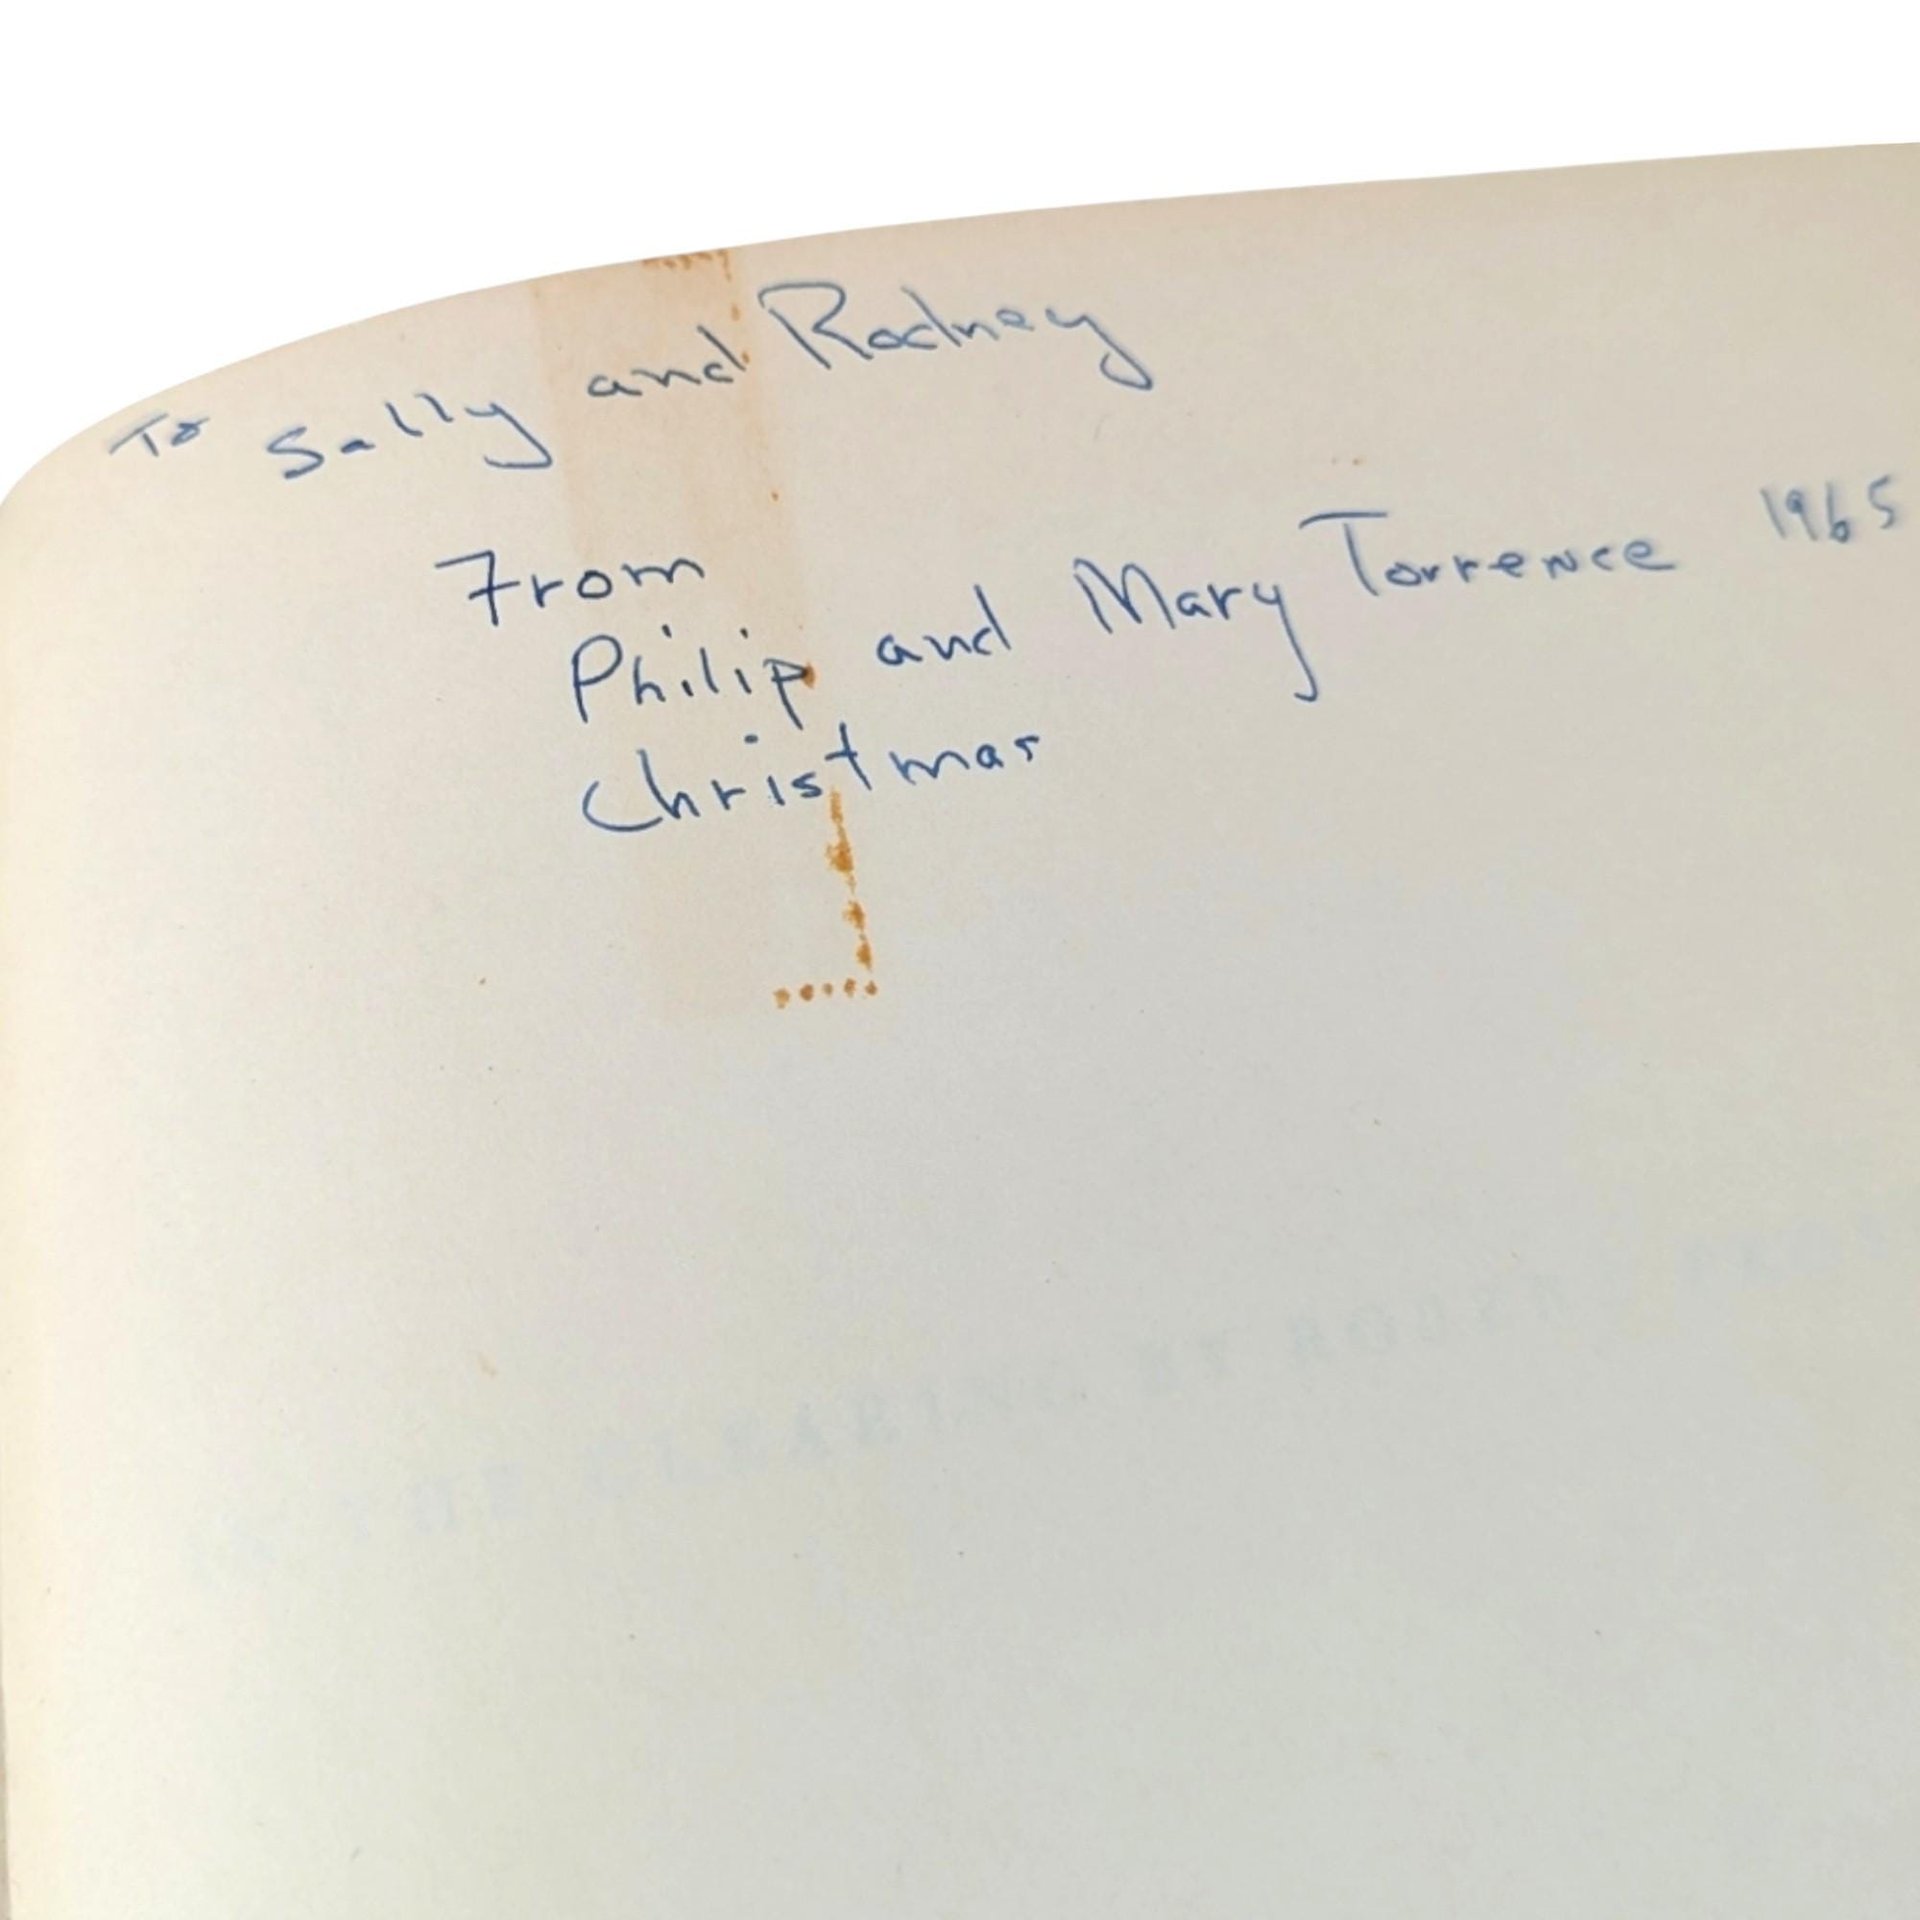 To Sally and Rodney
From
Philip and Mary Torrence 1965
Christmas